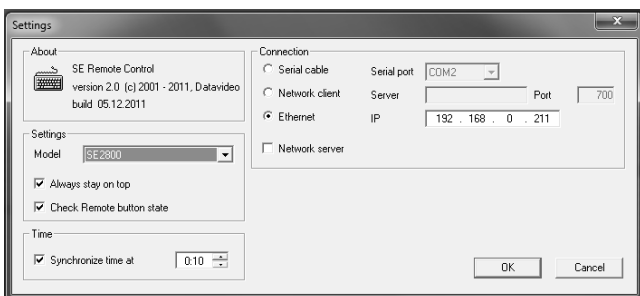 Settings
About
SE Remote Control
version 2.0 (c) 2001 - 2011, Datavideo
build 05.12.2011
Settings
Model SE2800
Always stay on top
Check Remote button state
Time
Synchronize time at 0:10
Connection
Serial cable Serial port COM2
Network client Server Port 700
Ethernet IP 192 . 168 . 0 . 211
Network server
OK Cancel